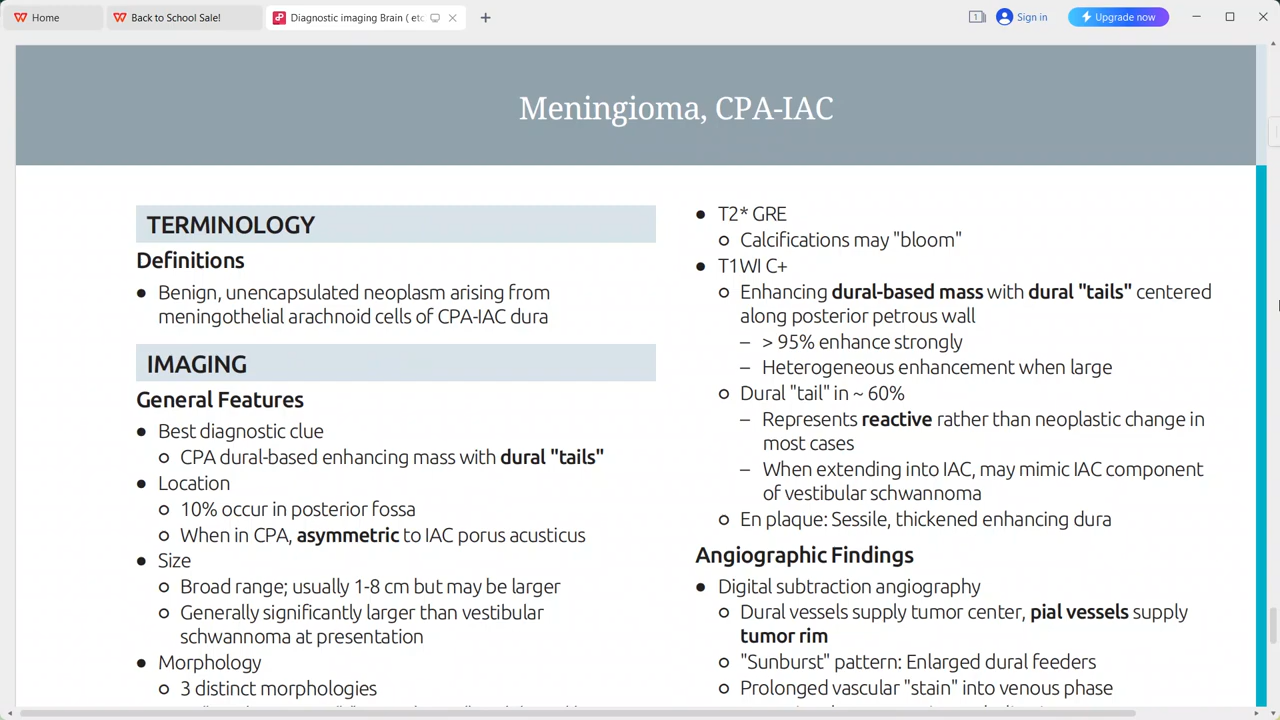 Home
Back to School Sale!
Diagnostic imaging Brain ( etc
1
Sign in
Upgrade now
Meningioma, CPA-IAC
TERMINOLOGY
Definitions
• Benign, unencapsulated neoplasm arising from
meningothelial arachnoid cells of CPA-IAC dura
IMAGING
General Features
• Best diagnostic clue
○ CPA dural-based enhancing mass with dural "tails"
• Location
○ 10% occur in posterior fossa
○ When in CPA, asymmetric to IAC porus acusticus
• Size
○ Broad range; usually 1-8 cm but may be larger
○ Generally significantly larger than vestibular
schwannoma at presentation
• Morphology
○ 3 distinct morphologies
• T2* GRE
○ Calcifications may "bloom"
• T1WI C+
○ Enhancing dural-based mass with dural "tails" centered
along posterior petrous wall
– > 95% enhance strongly
– Heterogeneous enhancement when large
○ Dural "tail" in ~ 60%
– Represents reactive rather than neoplastic change in
most cases
– When extending into IAC, may mimic IAC component
of vestibular schwannoma
○ En plaque: Sessile, thickened enhancing dura
Angiographic Findings
• Digital subtraction angiography
○ Dural vessels supply tumor center, pial vessels supply
tumor rim
○ "Sunburst" pattern: Enlarged dural feeders
○ Prolonged vascular "stain" into venous phase